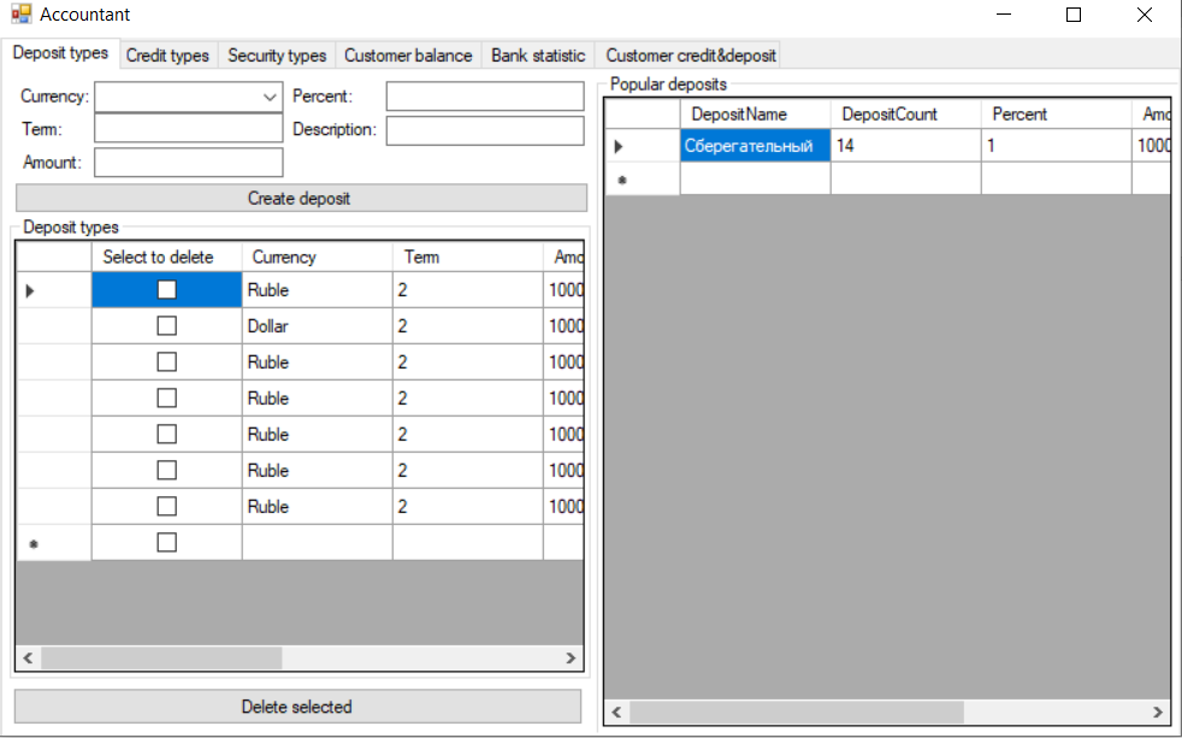 Accountant
Deposit types Credit types Security types Customer balance Bank statistic Customer credit&deposit
Currency: Percent:
Term: Description:
Amount:
Create deposit
Deposit types
Select to delete Currency Term Amo
Ruble 2 1000
Dollar 2 1000
Ruble 2 1000
Ruble 2 1000
Ruble 2 1000
Ruble 2 1000
Ruble 2 1000
Delete selected
Popular deposits
DepositName DepositCount Percent Amo
Сберегательный 14 1 1000